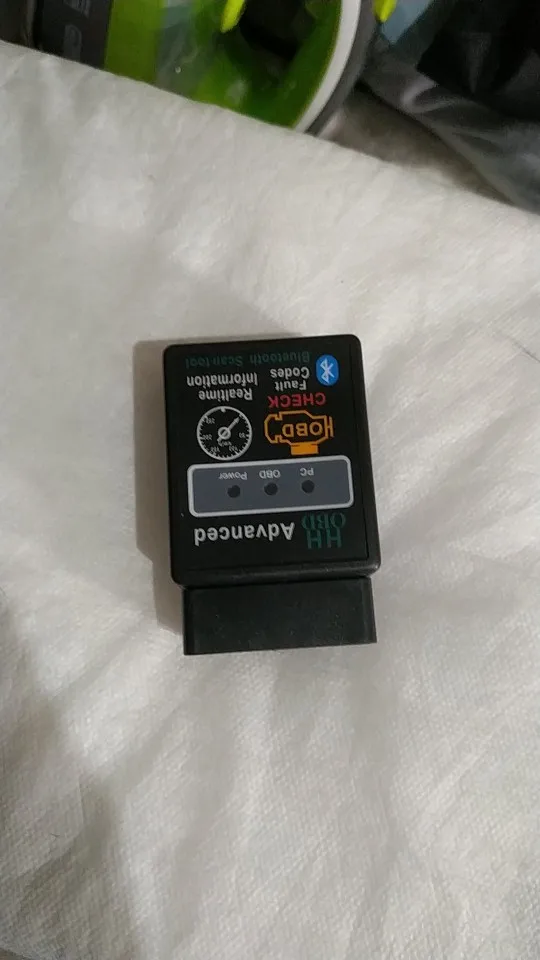 HH
OBD
Advanced
PC
OBD
Power
OBD
CHECK
Fault
Codes
Realtime
Information
Bluetooth Scan tool